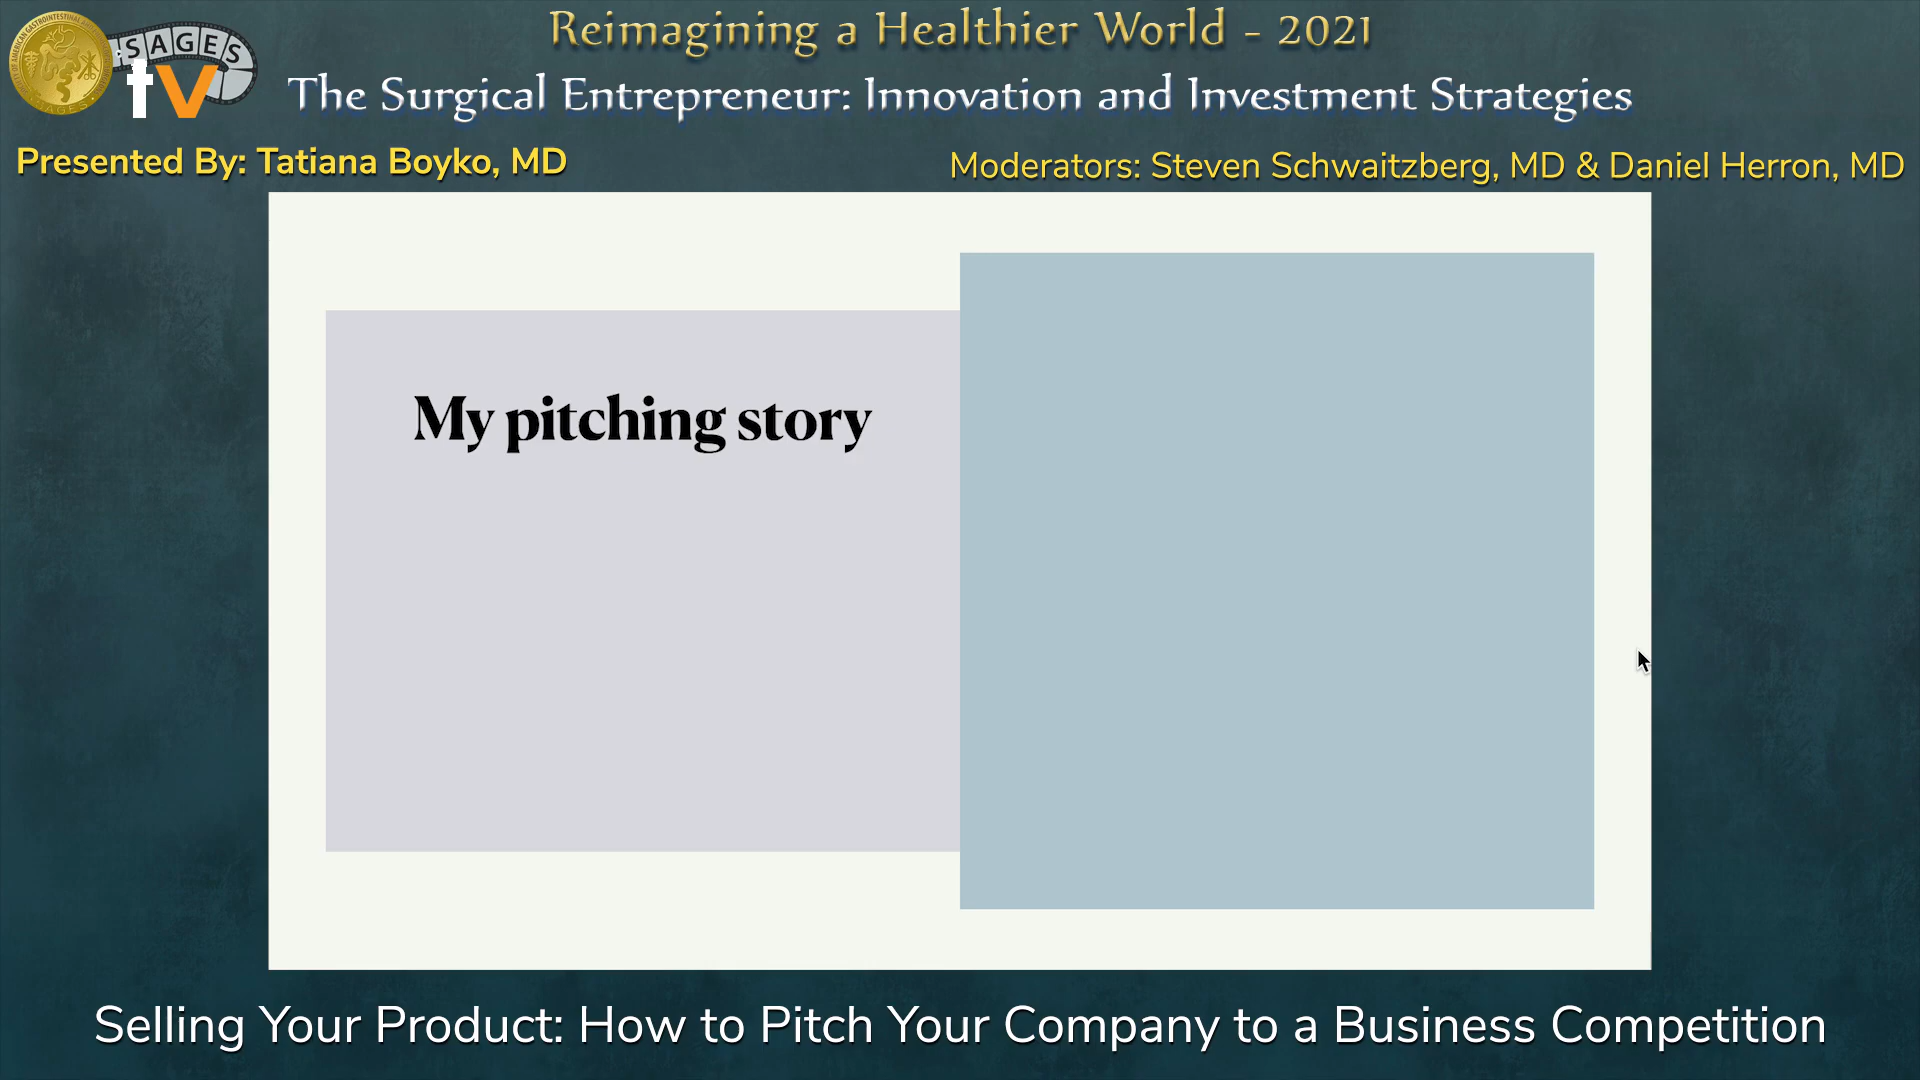 SAGES
tv
Reimagining a Healthier World - 2021
The Surgical Entrepreneur: Innovation and Investment Strategies
Presented By: Tatiana Boyko, MD
Moderators: Steven Schwaitzberg, MD & Daniel Herron, MD
My pitching story
Selling Your Product: How to Pitch Your Company to a Business Competition